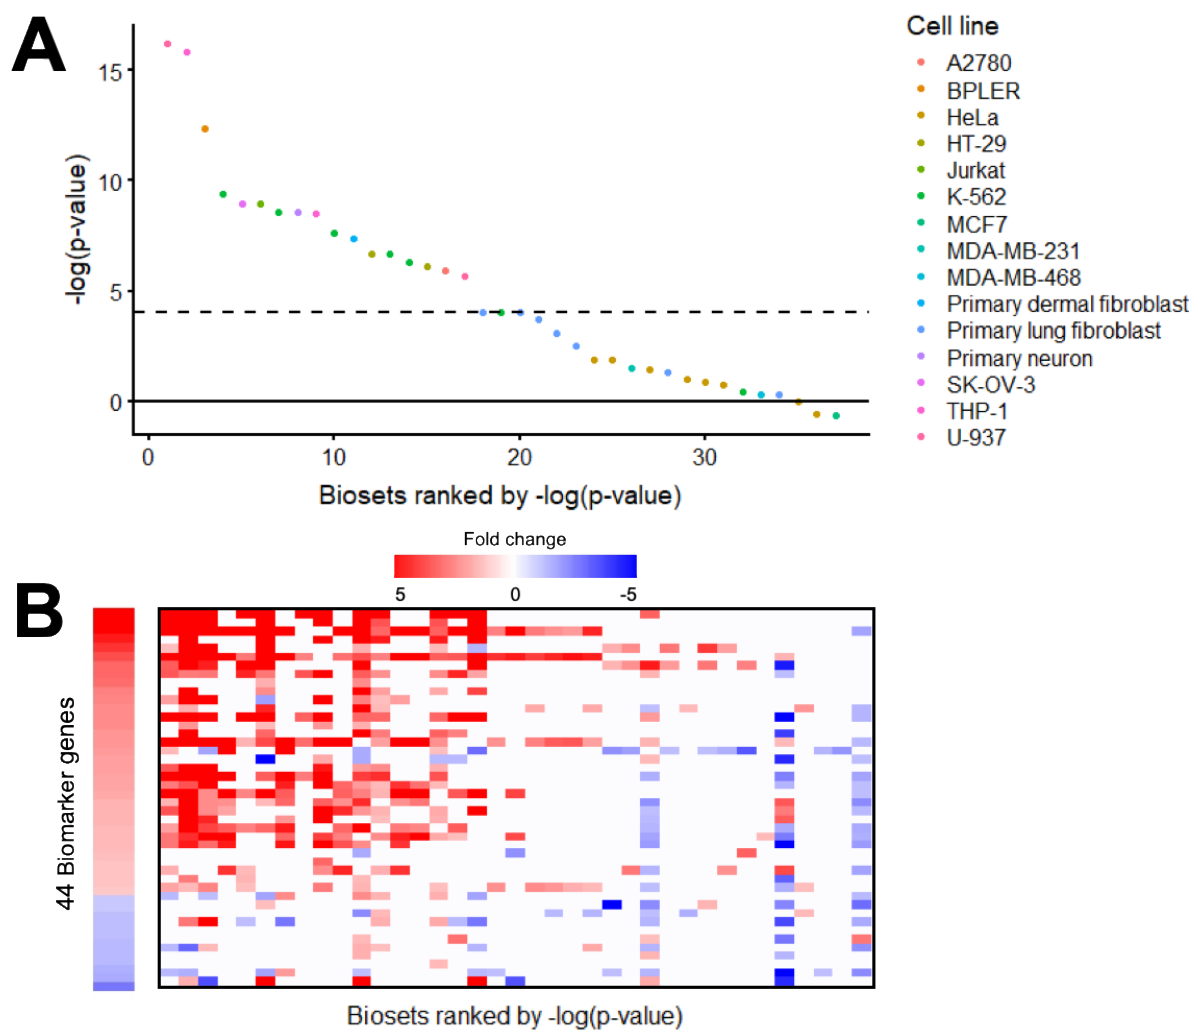 A
-log(p-value)
15
10
5
0
0 10 20 30
Biosets ranked by -log(p-value)
Cell line
A2780
BPLER
HeLa
HT-29
Jurkat
K-562
MCF7
MDA-MB-231
MDA-MB-468
Primary dermal fibroblast
Primary lung fibroblast
Primary neuron
SK-OV-3
THP-1
U-937
B
Fold change
5 0 -5
44 Biomarker genes
Biosets ranked by -log(p-value)